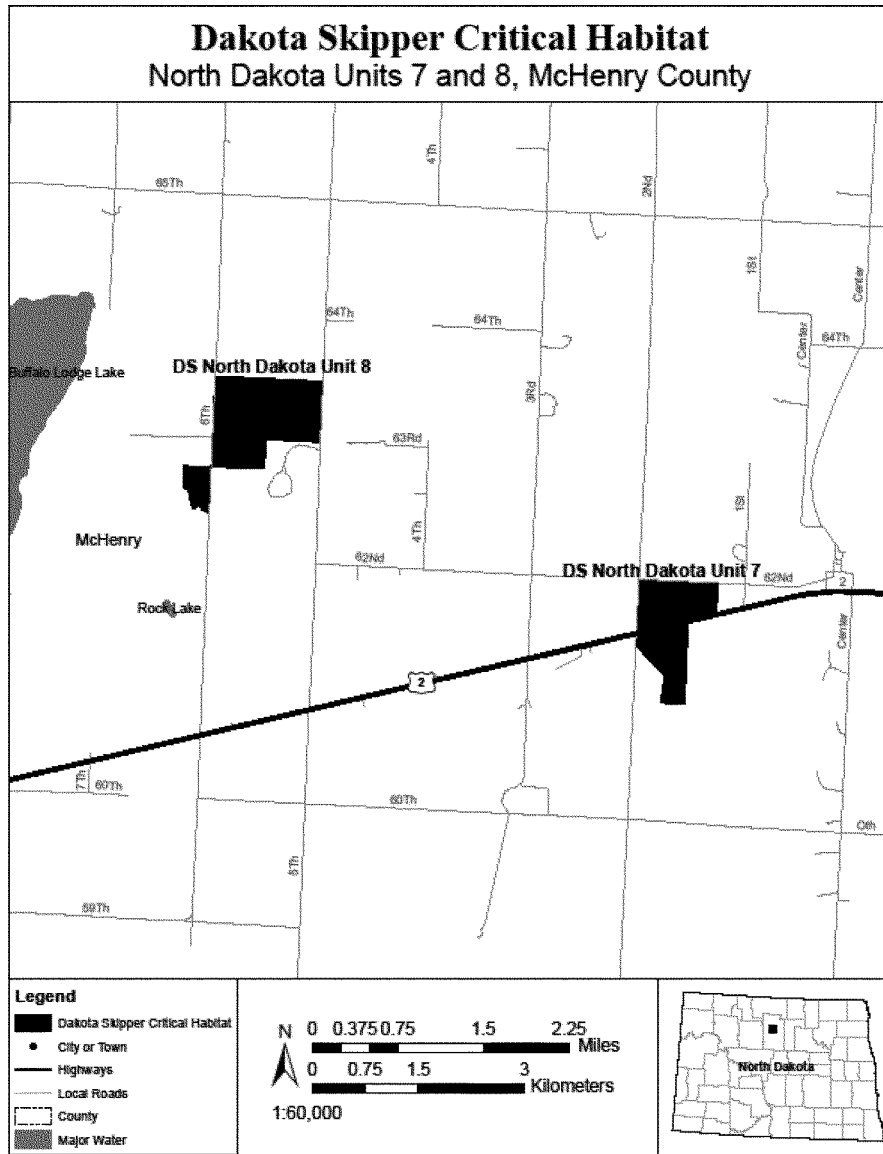 Dakota Skipper Critical Habitat
North Dakota Units 7 and 8, McHenry County
4Th
2Nd
65Th
1St
Center
64Th
64Th
Center
64Th
Buffalo Lodge Lake
DS North Dakota Unit 8
6Th
3Rd
63Rd
1St
4Th
McHenry
62Nd
DS North Dakota Unit 7
62Nd
2
Rock Lake
Center
2
7Th
60Th
60Th
0th
5Th
59Th
Legend
Dakota Skipper Critical Habitat
City or Town
Highways
Local Roads
County
Major Water
N
0 0.375 0.75 1.5 2.25
Miles
0 0.75 1.5 3
Kilometers
1:60,000
North Dakota